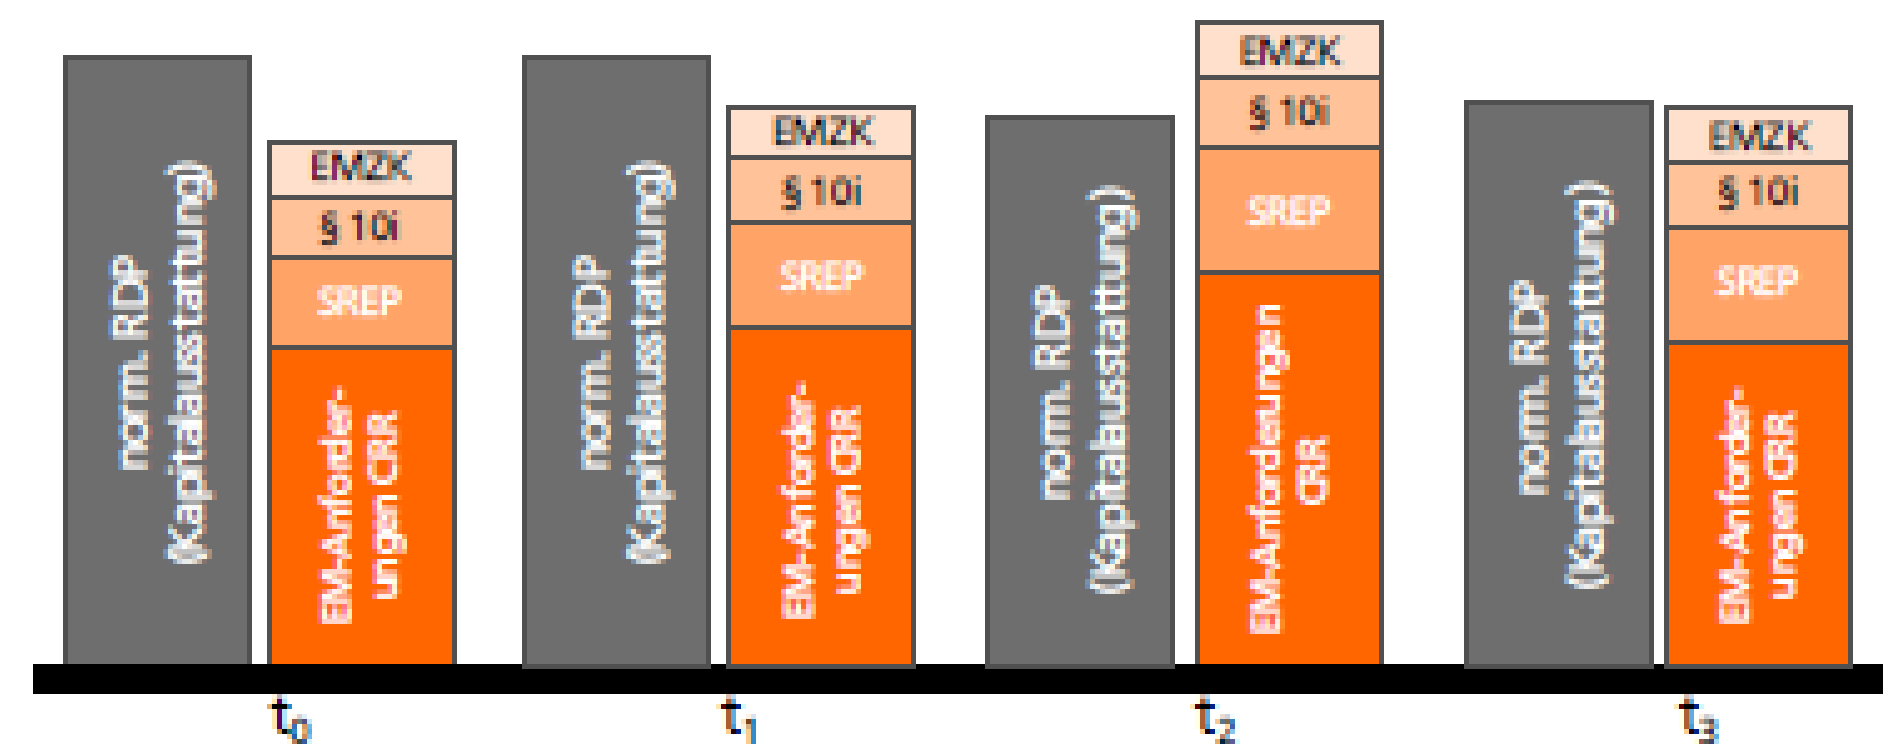 norm. RDP
(Kapitalausstattung)
EMZK
§ 10i
SREP
EM-Anforder-
ungen CRR
t0
norm. RDP
(Kapitalausstattung)
EMZK
§ 10i
SREP
EM-Anforder-
ungen CRR
t1
norm. RDP
(Kapitalausstattung)
EMZK
§ 10i
SREP
EM-Anforderungen
CRR
t2
norm. RDP
(Kapitalausstattung)
EMZK
§ 10i
SREP
EM-Anforder-
ungen CRR
t3